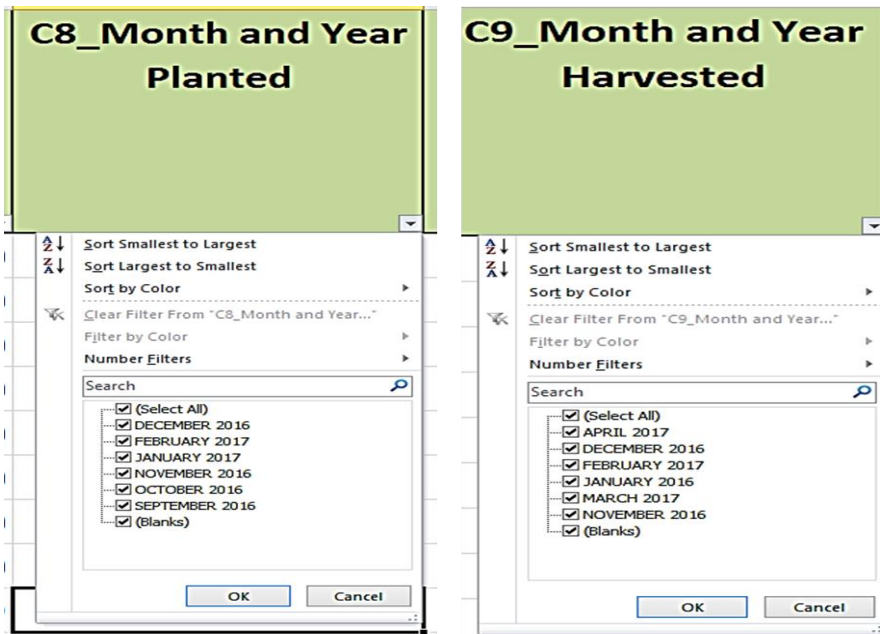 C8_Month and Year
Planted
Sort Smallest to Largest
Sort Largest to Smallest
Sort by Color
Clear Filter From "C8_Month and Year..."
Filter by Color
Number Filters
Search
(Select All)
DECEMBER 2016
FEBRUARY 2017
JANUARY 2017
NOVEMBER 2016
OCTOBER 2016
SEPTEMBER 2016
(Blanks)
OK Cancel
C9_Month and Year
Harvested
Sort Smallest to Largest
Sort Largest to Smallest
Sort by Color
Clear Filter From "C9_Month and Year..."
Filter by Color
Number Filters
Search
(Select All)
APRIL 2017
DECEMBER 2016
FEBRUARY 2017
JANUARY 2016
MARCH 2017
NOVEMBER 2016
(Blanks)
OK Cancel